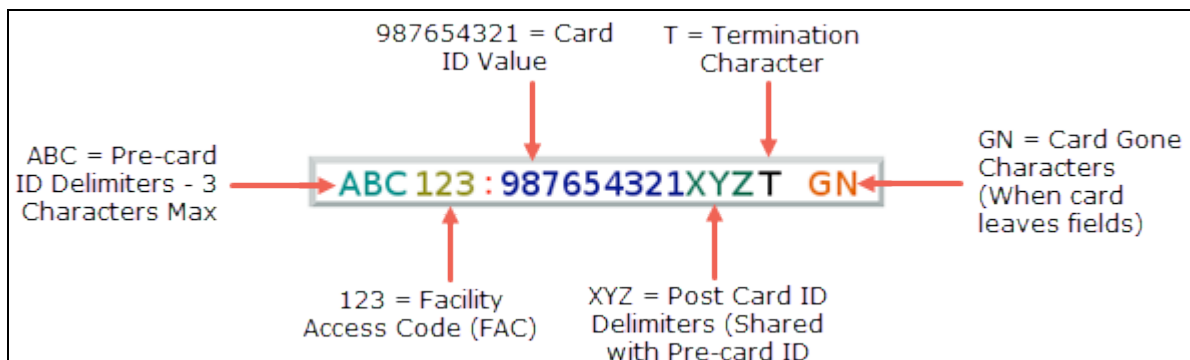 987654321 = Card
ID Value
T = Termination
Character
ABC = Pre-card
ID Delimiters - 3
Characters Max
ABC 123 : 987654321XYZT GN
GN = Card Gone
Characters
(When card
leaves fields)
123 = Facility
Access Code (FAC)
XYZ = Post Card ID
Delimiters (Shared
with Pre-card ID